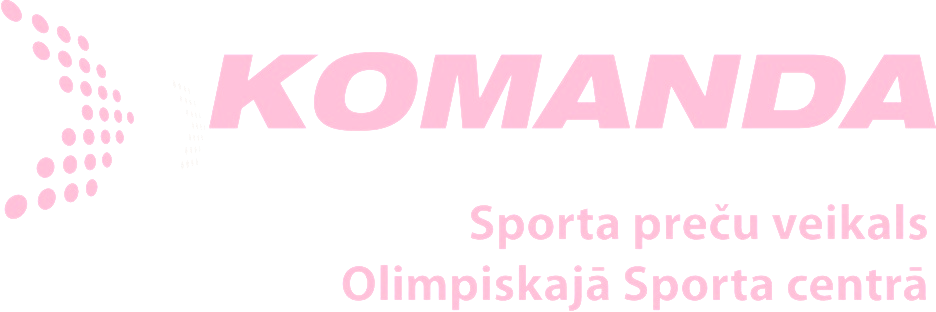 KOMANDA
Sporta preču veikals
Olimpiskajā Sporta centrā